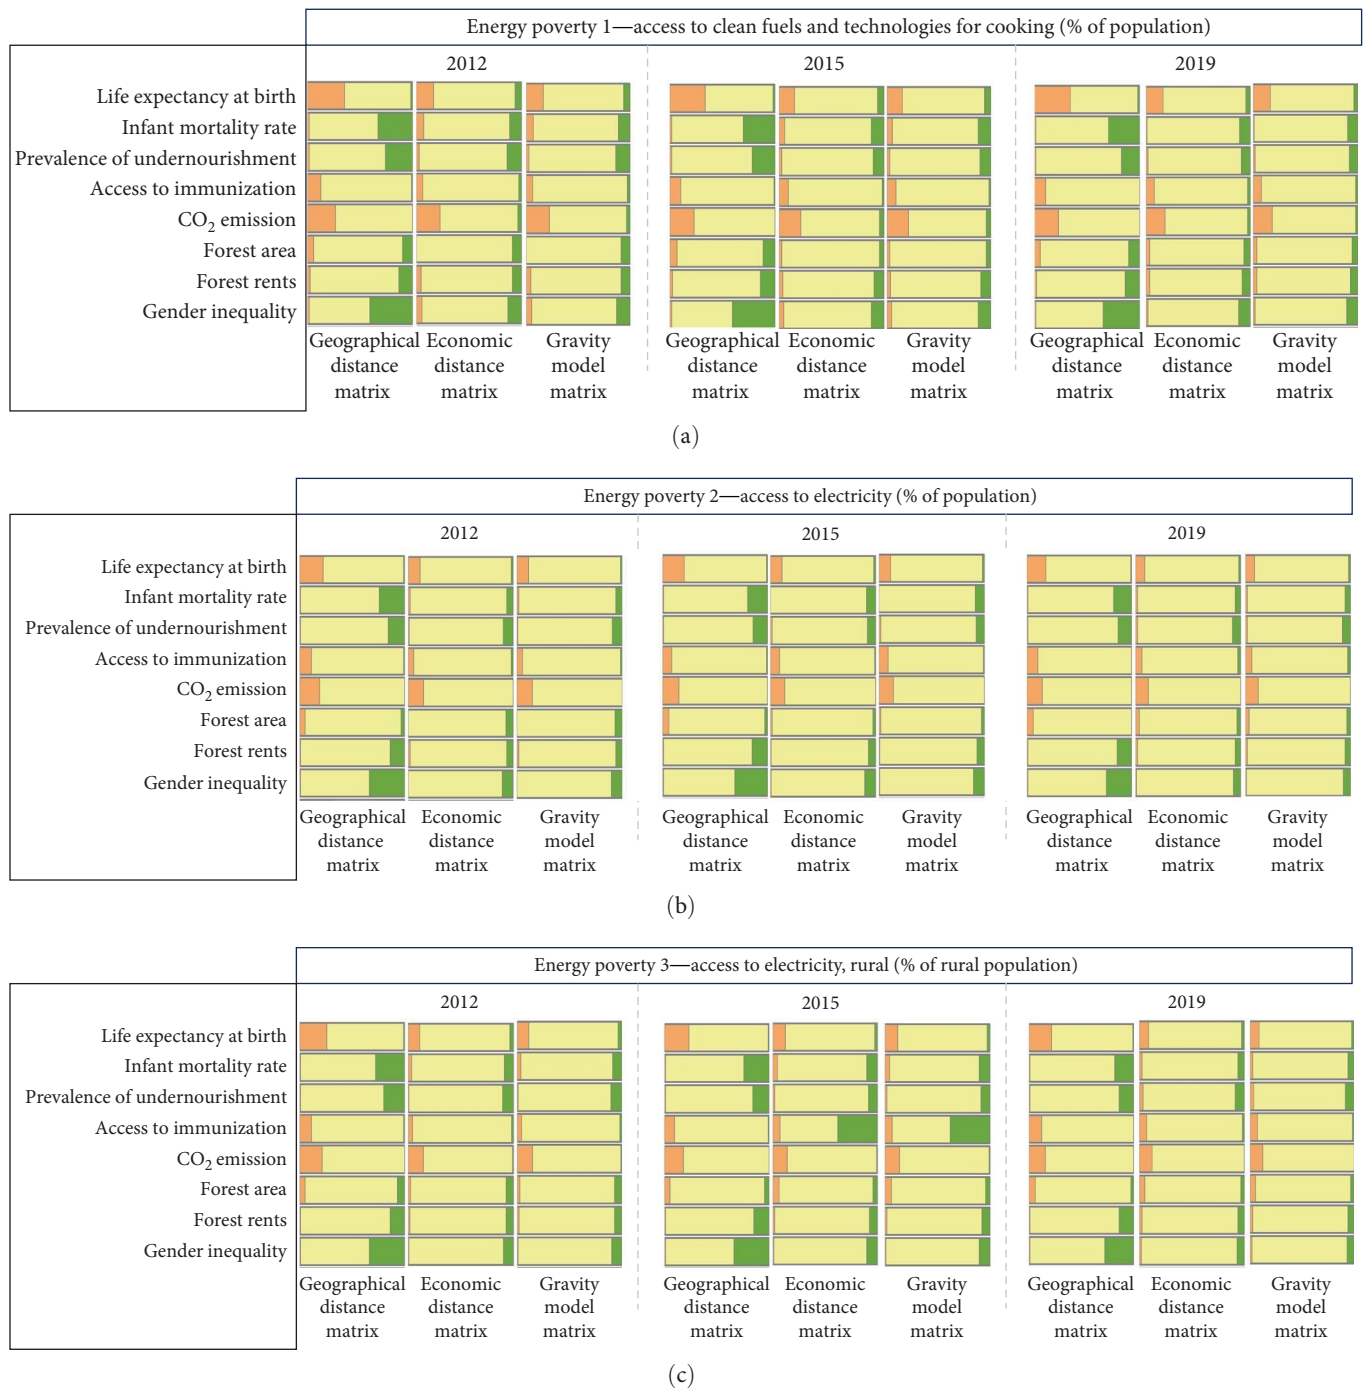 Energy poverty 1—access to clean fuels and technologies for cooking (% of population)
2012
2015
2019
Life expectancy at birth
Infant mortality rate
Prevalence of undernourishment
Access to immunization
CO2 emission
Forest area
Forest rents
Gender inequality
Geographical distance matrix
Economic distance matrix
Gravity model matrix
Geographical distance matrix
Economic distance matrix
Gravity model matrix
Geographical distance matrix
Economic distance matrix
Gravity model matrix
(a)
Energy poverty 2—access to electricity (% of population)
2012
2015
2019
Life expectancy at birth
Infant mortality rate
Prevalence of undernourishment
Access to immunization
CO2 emission
Forest area
Forest rents
Gender inequality
Geographical distance matrix
Economic distance matrix
Gravity model matrix
Geographical distance matrix
Economic distance matrix
Gravity model matrix
Geographical distance matrix
Economic distance matrix
Gravity model matrix
(b)
Energy poverty 3—access to electricity, rural (% of rural population)
2012
2015
2019
Life expectancy at birth
Infant mortality rate
Prevalence of undernourishment
Access to immunization
CO2 emission
Forest area
Forest rents
Gender inequality
Geographical distance matrix
Economic distance matrix
Gravity model matrix
Geographical distance matrix
Economic distance matrix
Gravity model matrix
Geographical distance matrix
Economic distance matrix
Gravity model matrix
(c)